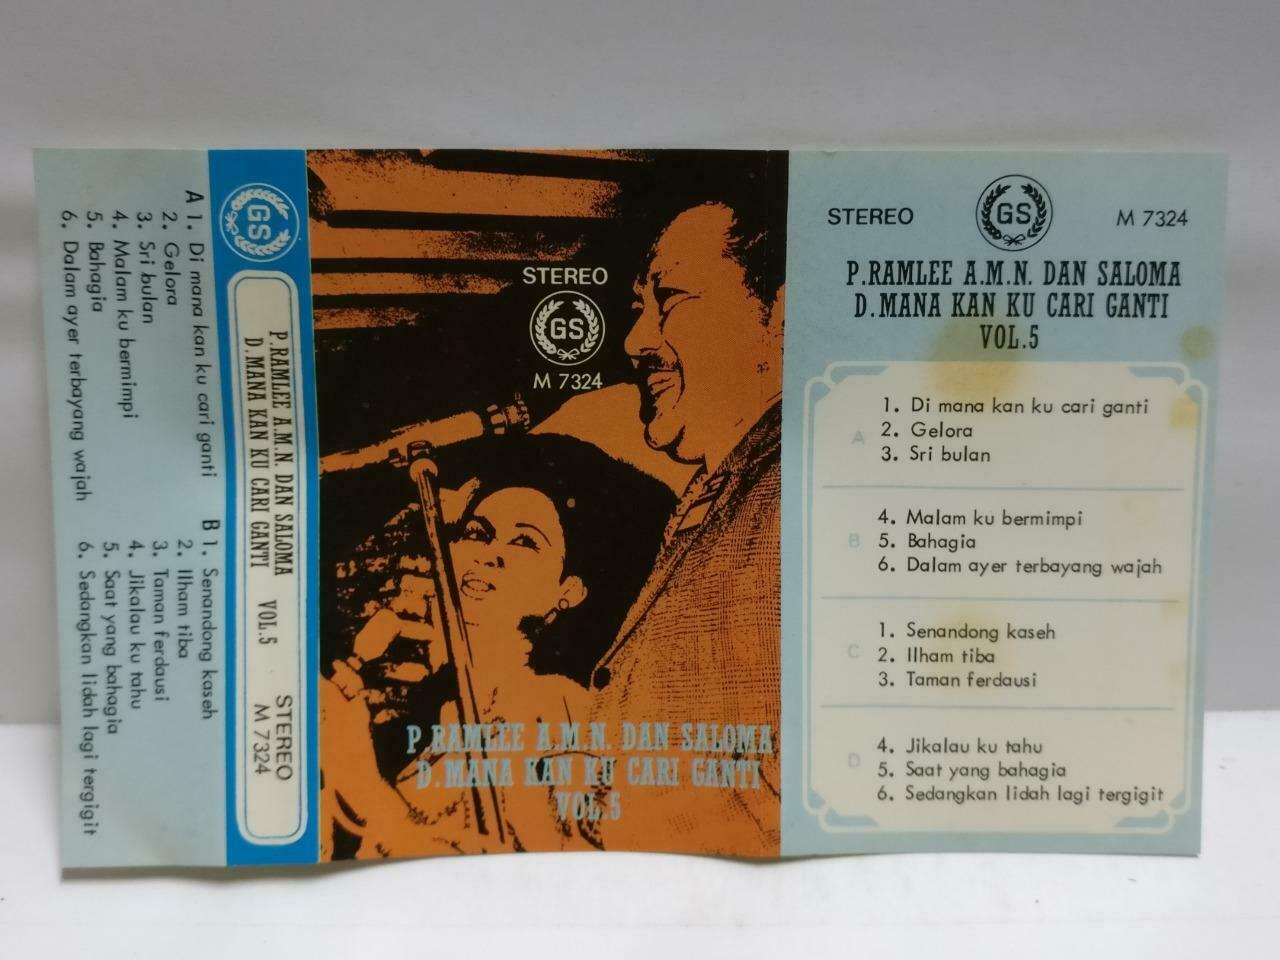 A 1. Di mana kan ku cari ganti
2. Gelora
3. Sri bulan
4. Malam ku bermimpi
5. Bahagia
6. Dalam ayer terbayang wajah
B 1. Senandong kaseh
2. Ilham tiba
3. Taman ferdausi
4. Jikalau ku tahu
5. Saat yang bahagia
6. Sedangkan lidah lagi tergigit
GS
P.RAMLEE A.M.N. DAN SALOMA
D.MANA KAN KU CARI GANTI VOL.5
STEREO
M 7324
STEREO
GS
M 7324
P.RAMLEE A.M.N. DAN SALOMA
D.MANA KAN KU CARI GANTI
VOL.5
STEREO GS M 7324
P.RAMLEE A.M.N. DAN SALOMA
D.MANA KAN KU CARI GANTI
VOL.5
A
1. Di mana kan ku cari ganti
2. Gelora
3. Sri bulan
B
4. Malam ku bermimpi
5. Bahagia
6. Dalam ayer terbayang wajah
C
1. Senandong kaseh
2. Ilham tiba
3. Taman ferdausi
D
4. Jikalau ku tahu
5. Saat yang bahagia
6. Sedangkan lidah lagi tergigit